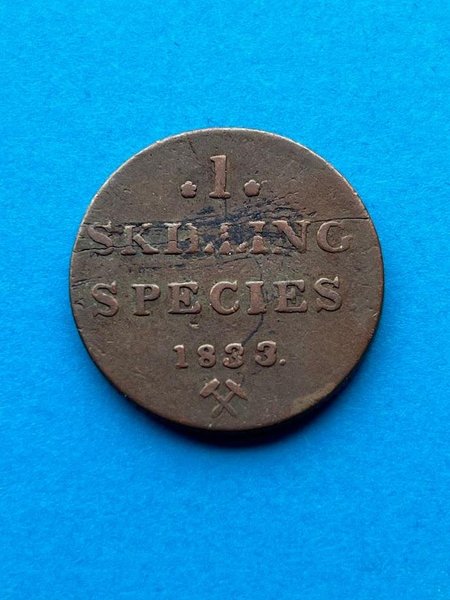 1
SKILLING
SPECIES
1833.